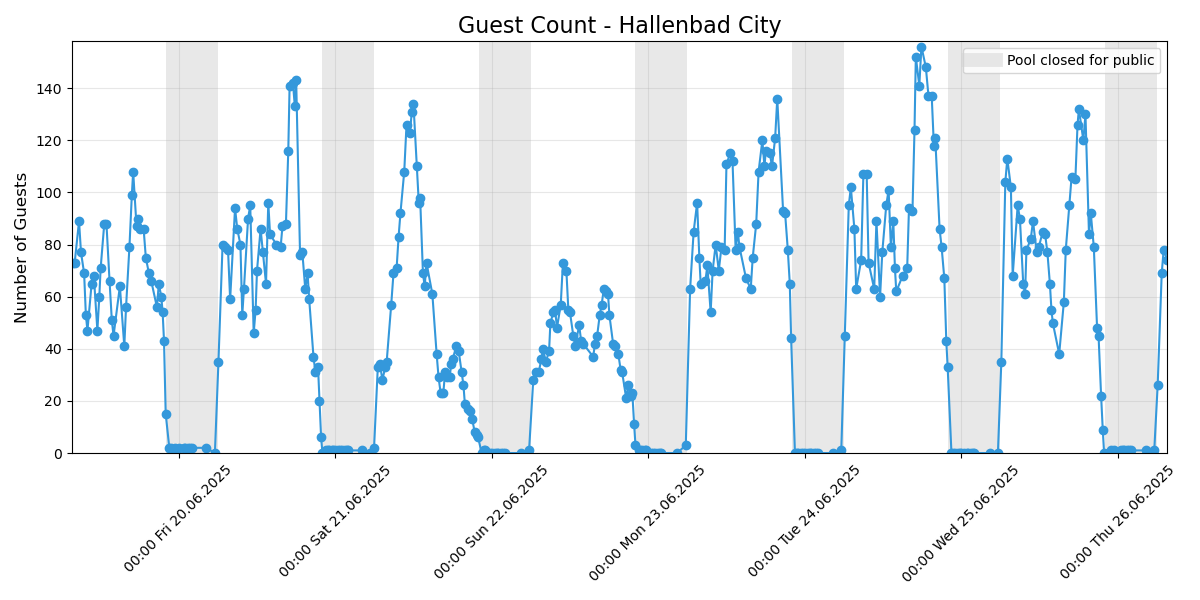 Guest Count - Hallenbad City
Pool closed for public
Number of Guests
140
120
100
80
60
40
20
0
00:00 Fri 20.06.2025
00:00 Sat 21.06.2025
00:00 Sun 22.06.2025
00:00 Mon 23.06.2025
00:00 Tue 24.06.2025
00:00 Wed 25.06.2025
00:00 Thu 26.06.2025